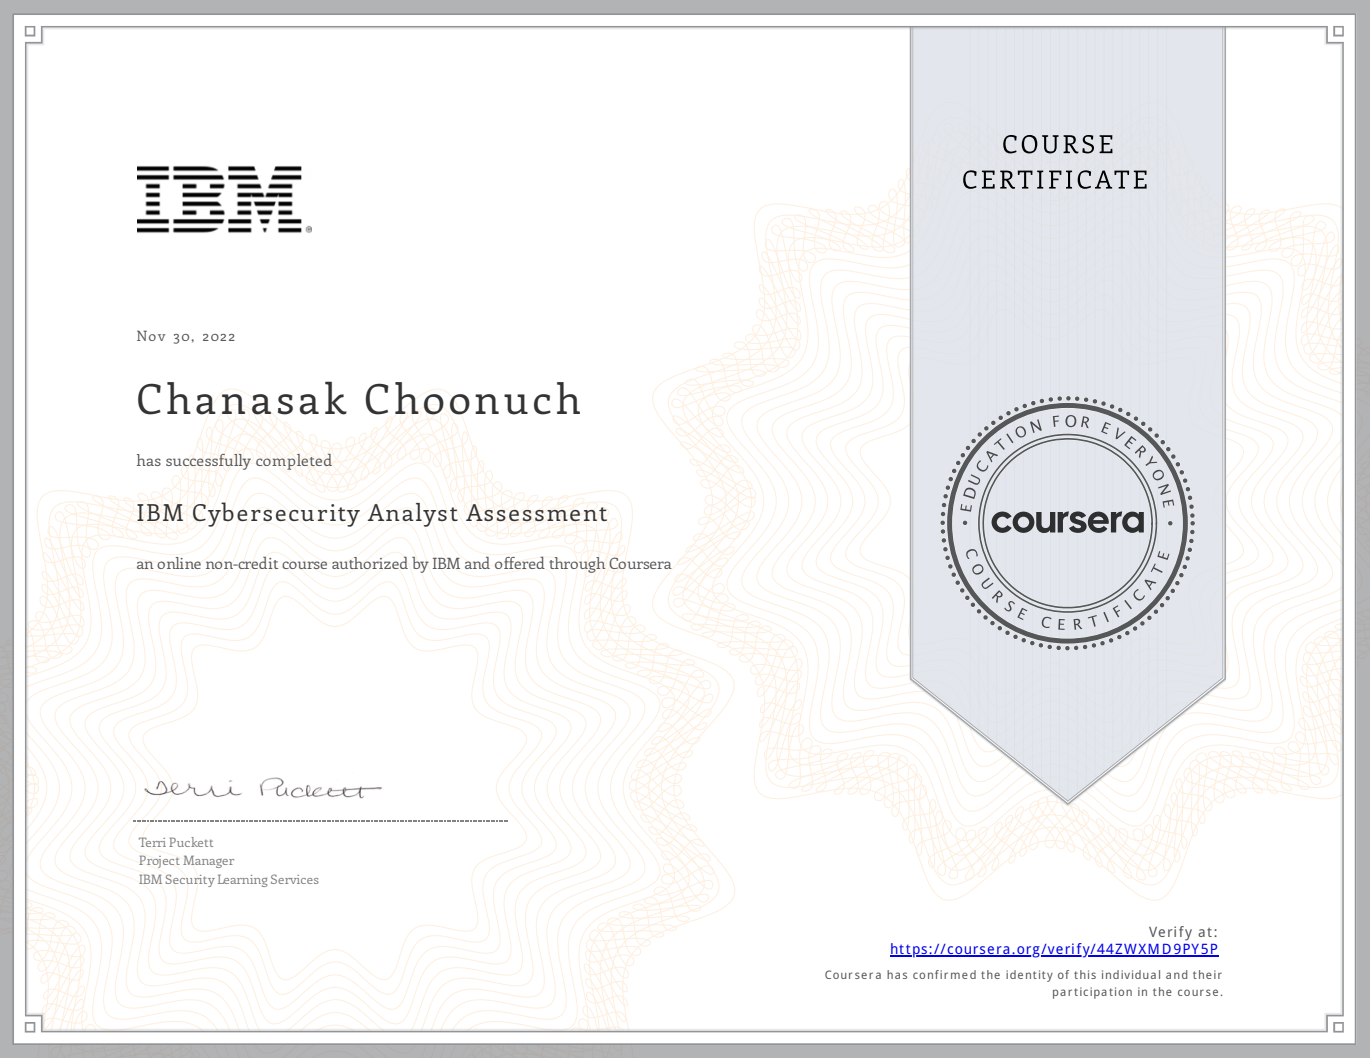 COURSE
CERTIFICATE
IBM®
Nov 30, 2022
Chanasak Choonuch
has successfully completed
IBM Cybersecurity Analyst Assessment
an online non-credit course authorized by IBM and offered through Coursera
EDUCATION FOR EVERYONE
coursera
COURSE CERTIFICATE
Terri Puckett
Terri Puckett
Project Manager
IBM Security Learning Services
Verify at:
https://coursera.org/verify/44ZWXMD9PY5P
Coursera has confirmed the identity of this individual and their
participation in the course.